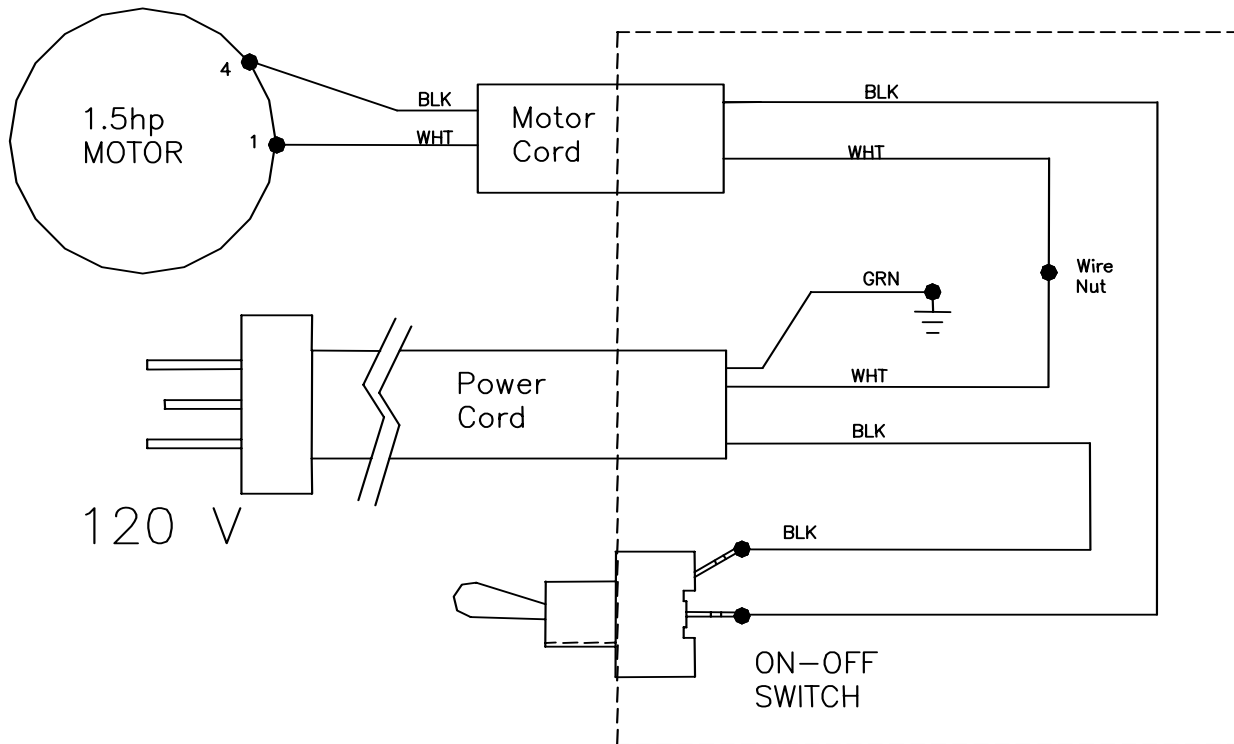 4
1.5hp
MOTOR
1
BLK
WHT
Motor
Cord
BLK
WHT
Wire
Nut
GRN
Power
Cord
WHT
BLK
120 V
BLK
ON-OFF
SWITCH